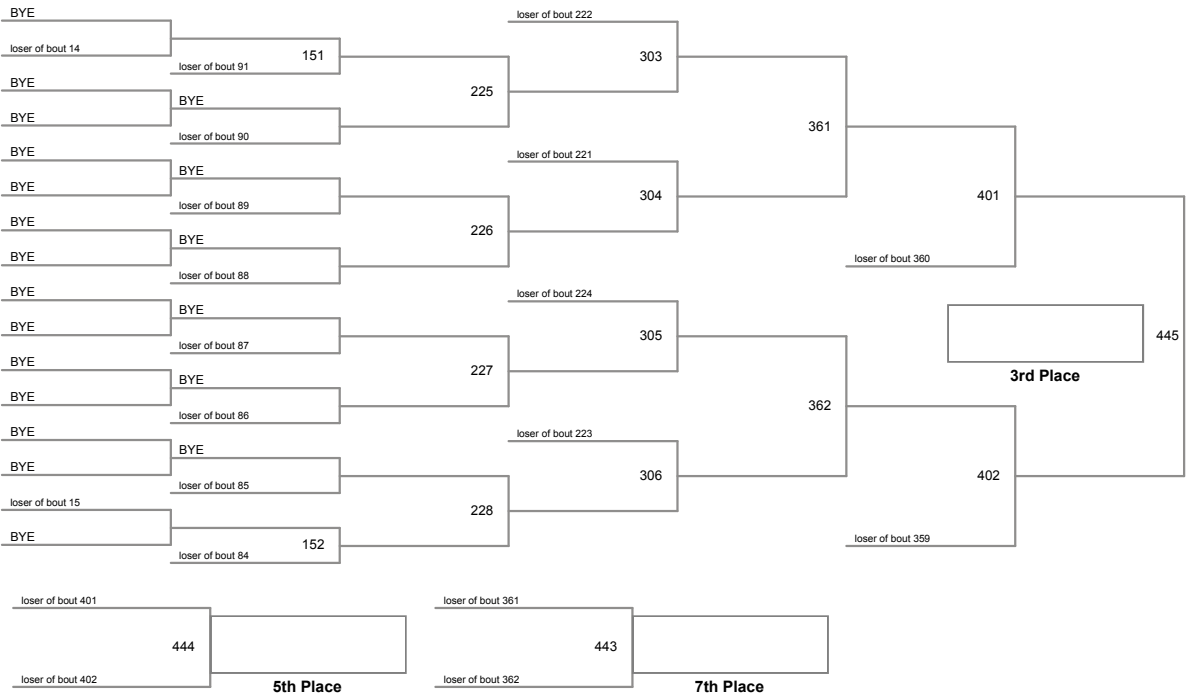 BYE
loser of bout 14
BYE
BYE
BYE
BYE
BYE
BYE
BYE
BYE
BYE
BYE
BYE
BYE
loser of bout 15
BYE
loser of bout 91
BYE
loser of bout 90
BYE
loser of bout 89
BYE
loser of bout 88
BYE
loser of bout 87
BYE
loser of bout 86
BYE
loser of bout 85
loser of bout 84
151
152
225
226
227
228
loser of bout 222
loser of bout 221
loser of bout 224
loser of bout 223
303
304
305
306
361
362
loser of bout 360
loser of bout 359
401
402
445
3rd Place
loser of bout 401
444
loser of bout 402
5th Place
loser of bout 361
443
loser of bout 362
7th Place